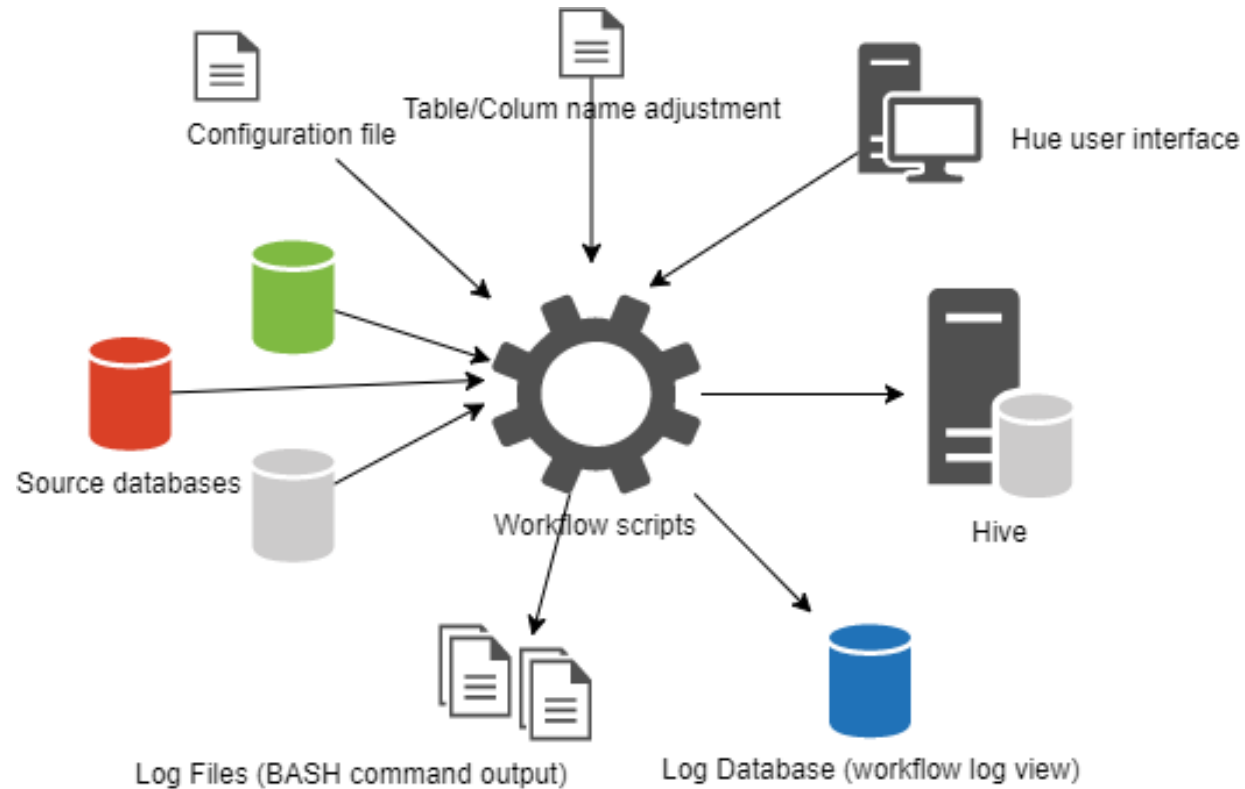 Table/Colum name adjustment
Configuration file
Hue user interface
Source databases
Workflow scripts
Hive
Log Files (BASH command output)
Log Database (workflow log view)